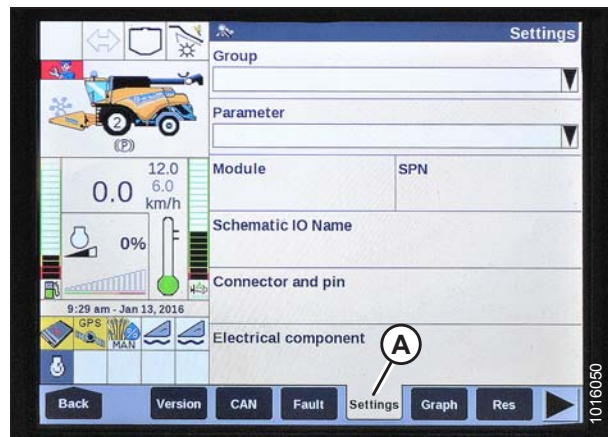 Settings
Group
Parameter
Module
SPN
Schematic IO Name
Connector and pin
Electrical component
2
(P)
12.0
6.0
0.0
km/h
0%
9:29 am - Jan 13, 2016
GPS
MAN
A
Back
Version
CAN
Fault
Settings
Graph
Res
1016050